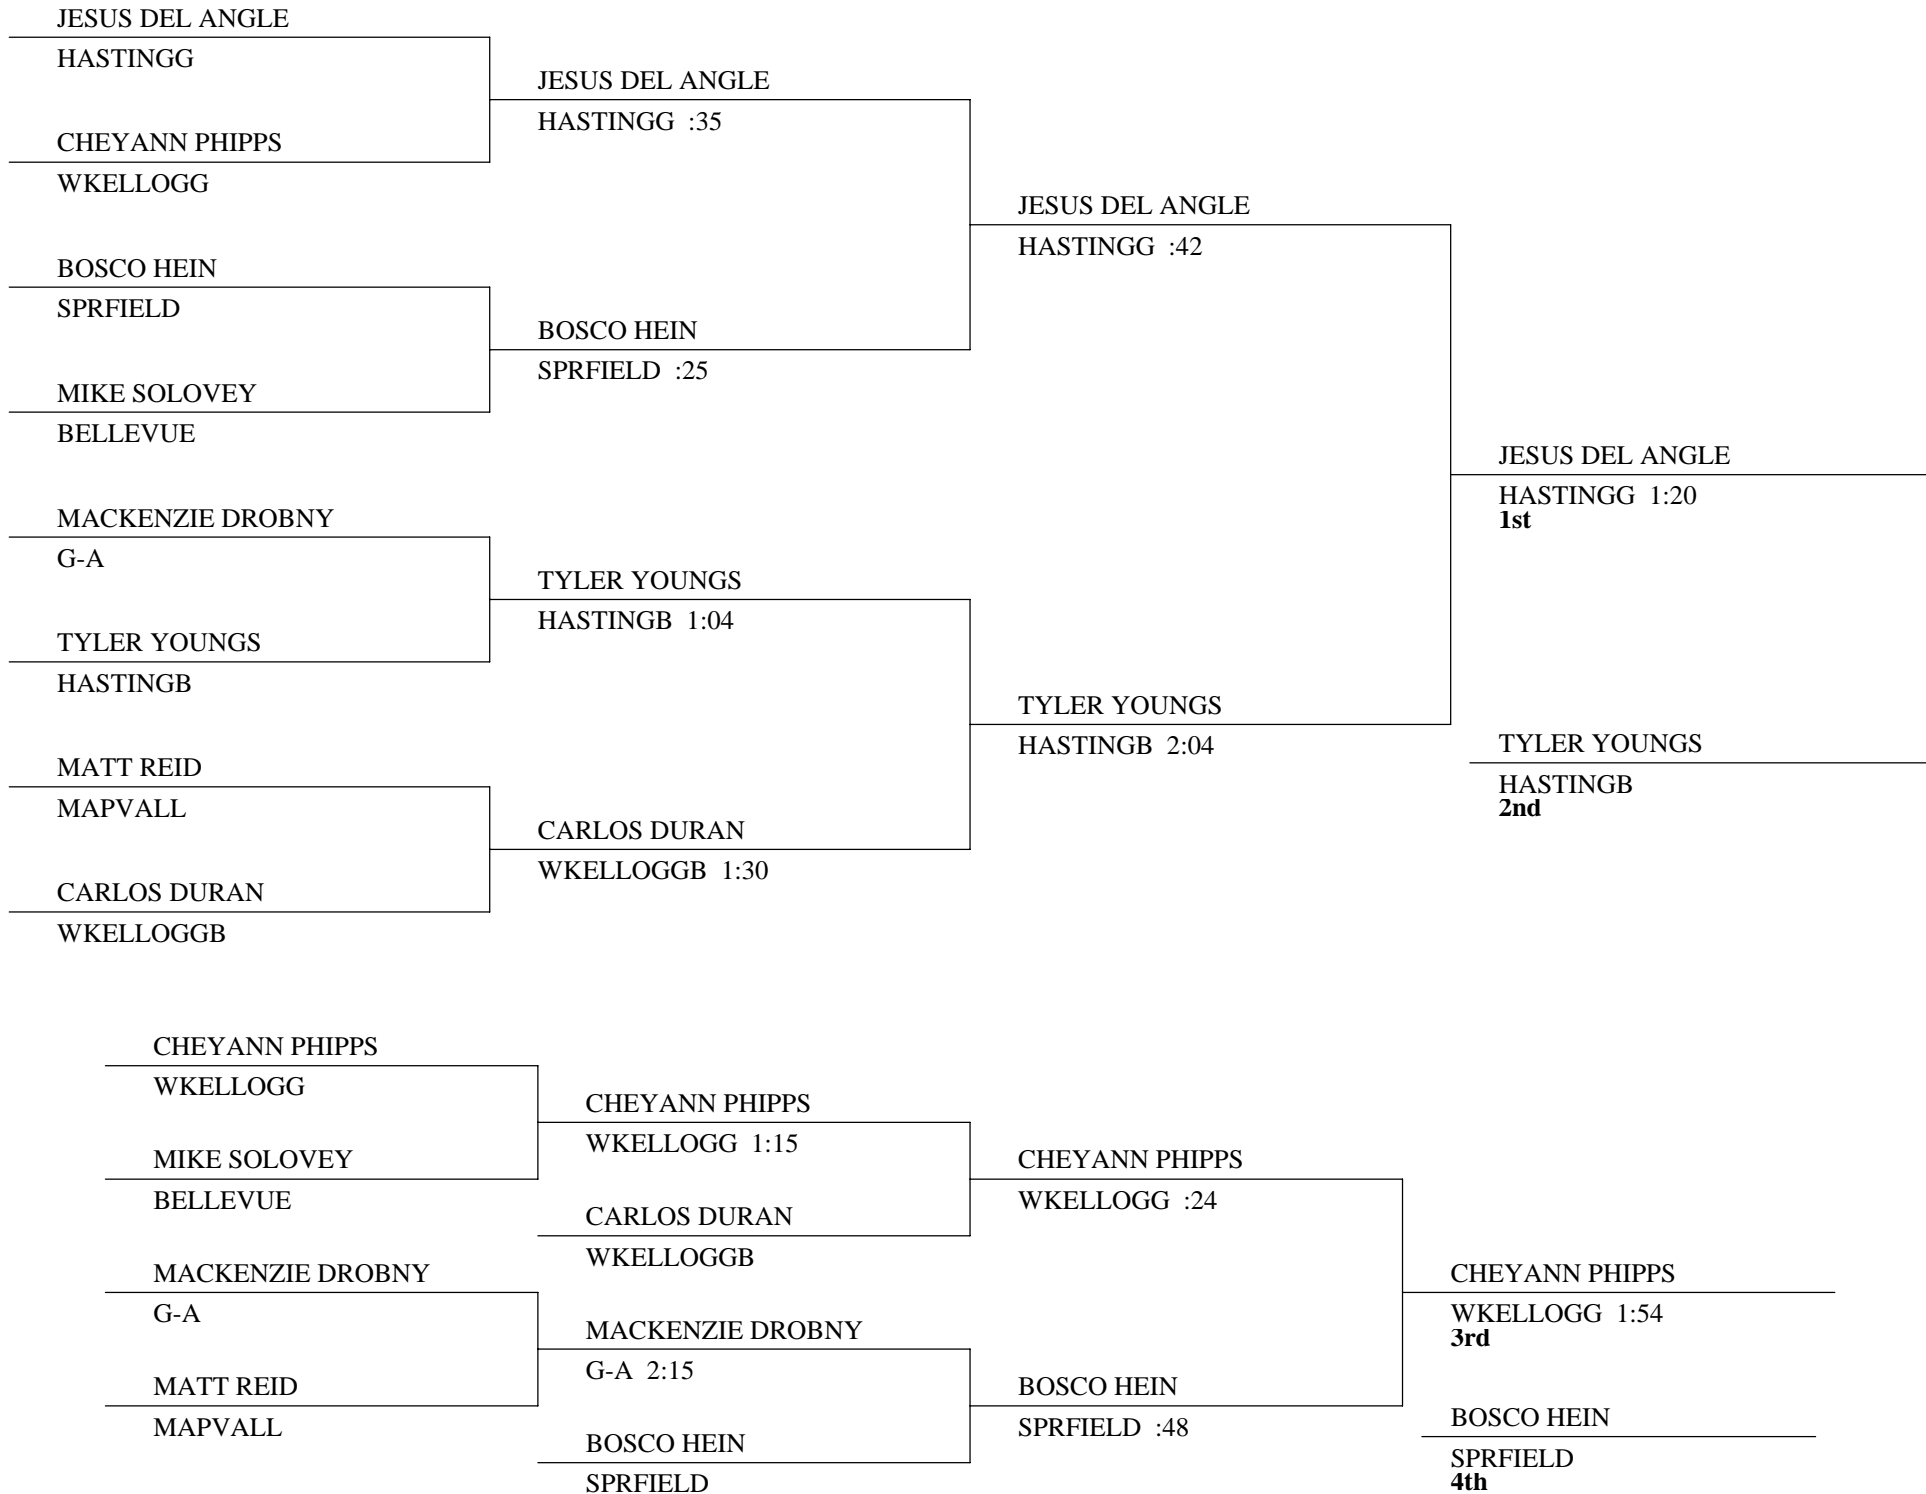 JESUS DEL ANGLE
HASTINGG
CHEYANN PHIPPS
WKELLOGG
BOSCO HEIN
SPRFIELD
MIKE SOLOVEY
BELLEVUE
MACKENZIE DROBNY
G-A
TYLER YOUNGS
HASTINGB
MATT REID
MAPVALL
CARLOS DURAN
WKELLOGGB
JESUS DEL ANGLE
HASTINGG :35
BOSCO HEIN
SPRFIELD :25
TYLER YOUNGS
HASTINGB 1:04
CARLOS DURAN
WKELLOGGB 1:30
JESUS DEL ANGLE
HASTINGG :42
TYLER YOUNGS
HASTINGB 2:04
JESUS DEL ANGLE
HASTINGG 1:20
1st
TYLER YOUNGS
HASTINGB
2nd
CHEYANN PHIPPS
WKELLOGG
MIKE SOLOVEY
BELLEVUE
MACKENZIE DROBNY
G-A
MATT REID
MAPVALL
CHEYANN PHIPPS
WKELLOGG 1:15
CARLOS DURAN
WKELLOGGB
MACKENZIE DROBNY
G-A 2:15
BOSCO HEIN
SPRFIELD
CHEYANN PHIPPS
WKELLOGG :24
BOSCO HEIN
SPRFIELD :48
CHEYANN PHIPPS
WKELLOGG 1:54
3rd
BOSCO HEIN
SPRFIELD
4th